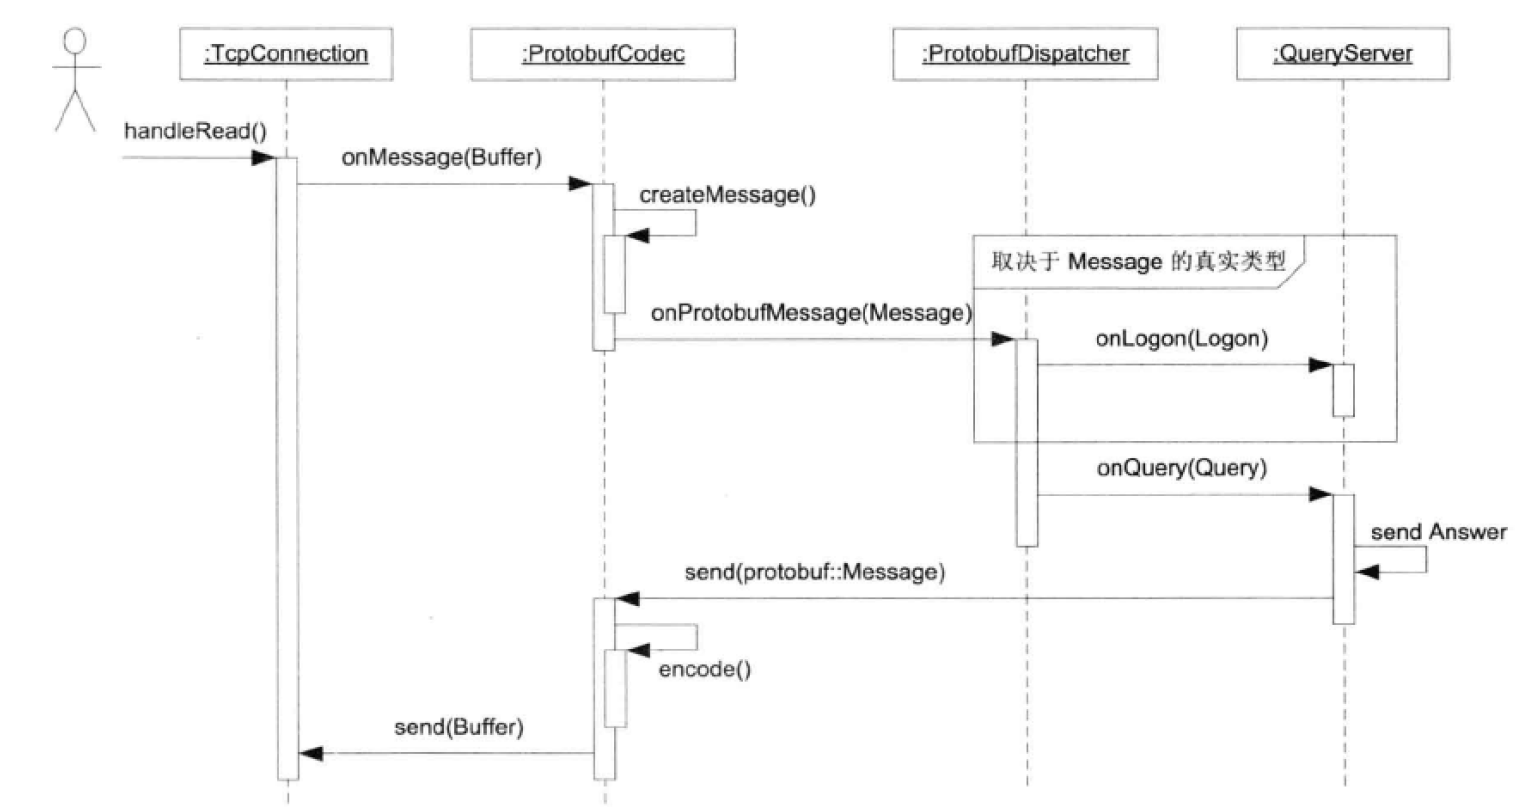 :TcpConnection
:ProtobufCodec
:ProtobufDispatcher
:QueryServer
handleRead()
onMessage(Buffer)
createMessage()
取决于 Message 的真实类型
onProtobufMessage(Message)
onLogon(Logon)
onQuery(Query)
send Answer
send(protobuf::Message)
encode()
send(Buffer)